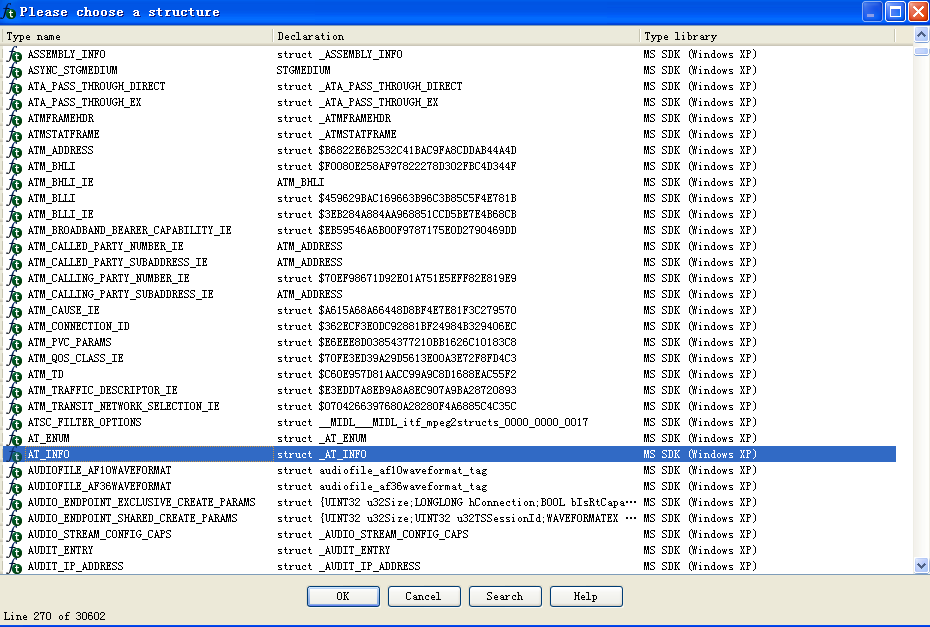 Please choose a structure
Type name Declaration Type library
ASSEMBLY_INFO struct _ASSEMBLY_INFO MS SDK (Windows XP)
ASYNC_STGMEDIUM STGMEDIUM MS SDK (Windows XP)
ATA_PASS_THROUGH_DIRECT struct _ATA_PASS_THROUGH_DIRECT MS SDK (Windows XP)
ATA_PASS_THROUGH_EX struct _ATA_PASS_THROUGH_EX MS SDK (Windows XP)
ATMFRAMEHDR struct _ATMFRAMEHDR MS SDK (Windows XP)
ATMSTATFRAME struct _ATMSTATFRAME MS SDK (Windows XP)
ATM_ADDRESS struct $B6822E6B2532C41BAC9FA8CDDAB44A4D MS SDK (Windows XP)
ATM_BHLI struct $F0080E258AF97822278D302FBC4D344F MS SDK (Windows XP)
ATM_BHLI_IE ATM_BHLI MS SDK (Windows XP)
ATM_BLLI struct $459629BAC169663B96C3B85C5F4E781B MS SDK (Windows XP)
ATM_BLLI_IE struct $3EB284A884AA968851CCD5BE7E4B68CB MS SDK (Windows XP)
ATM_BROADBAND_BEARER_CAPABILITY_IE struct $EB59546A6B00F9787175E0D2790469DD MS SDK (Windows XP)
ATM_CALLED_PARTY_NUMBER_IE ATM_ADDRESS MS SDK (Windows XP)
ATM_CALLED_PARTY_SUBADDRESS_IE ATM_ADDRESS MS SDK (Windows XP)
ATM_CALLING_PARTY_NUMBER_IE struct $70EF98671D92E01A751E5EFF82E819E9 MS SDK (Windows XP)
ATM_CALLING_PARTY_SUBADDRESS_IE ATM_ADDRESS MS SDK (Windows XP)
ATM_CAUSE_IE struct $A615A68A66448D8BF4E7E81F3C279570 MS SDK (Windows XP)
ATM_CONNECTION_ID struct $362ECF3E0DC92881BF24984B329406EC MS SDK (Windows XP)
ATM_PVC_PARAMS struct $E6EEE8D03854377210BB1626C10183C8 MS SDK (Windows XP)
ATM_QOS_CLASS_IE struct $70FE3ED39A29D5613E00A3E72F8FD4C3 MS SDK (Windows XP)
ATM_TD struct $C60E957D81AACC99A9C8D1688EAC55F2 MS SDK (Windows XP)
ATM_TRAFFIC_DESCRIPTOR_IE struct $E3EDD7A8EB9A8A8EC907A9BA28720893 MS SDK (Windows XP)
ATM_TRANSIT_NETWORK_SELECTION_IE struct $0704266397680A28280F4A6885C4C35C MS SDK (Windows XP)
ATSC_FILTER_OPTIONS struct __MIDL___MIDL_itf_mpeg2structs_0000_0000_0017 MS SDK (Windows XP)
AT_ENUM struct _AT_ENUM MS SDK (Windows XP)
AT_INFO struct _AT_INFO MS SDK (Windows XP)
AUDIOFILE_AF10WAVEFORMAT struct audiofile_af10waveformat_tag MS SDK (Windows XP)
AUDIOFILE_AF36WAVEFORMAT struct audiofile_af36waveformat_tag MS SDK (Windows XP)
AUDIO_ENDPOINT_EXCLUSIVE_CREATE_PARAMS struct {UINT32 u32Size;LONGLONG hConnection;BOOL bIsRtCapa··· MS SDK (Windows XP)
AUDIO_ENDPOINT_SHARED_CREATE_PARAMS struct {UINT32 u32Size;UINT32 u32TSSessionId;WAVEFORMATEX ··· MS SDK (Windows XP)
AUDIO_STREAM_CONFIG_CAPS struct _AUDIO_STREAM_CONFIG_CAPS MS SDK (Windows XP)
AUDIT_ENTRY struct _AUDIT_ENTRY MS SDK (Windows XP)
AUDIT_IP_ADDRESS struct _AUDIT_IP_ADDRESS MS SDK (Windows XP)
OK Cancel Search Help
Line 270 of 30602